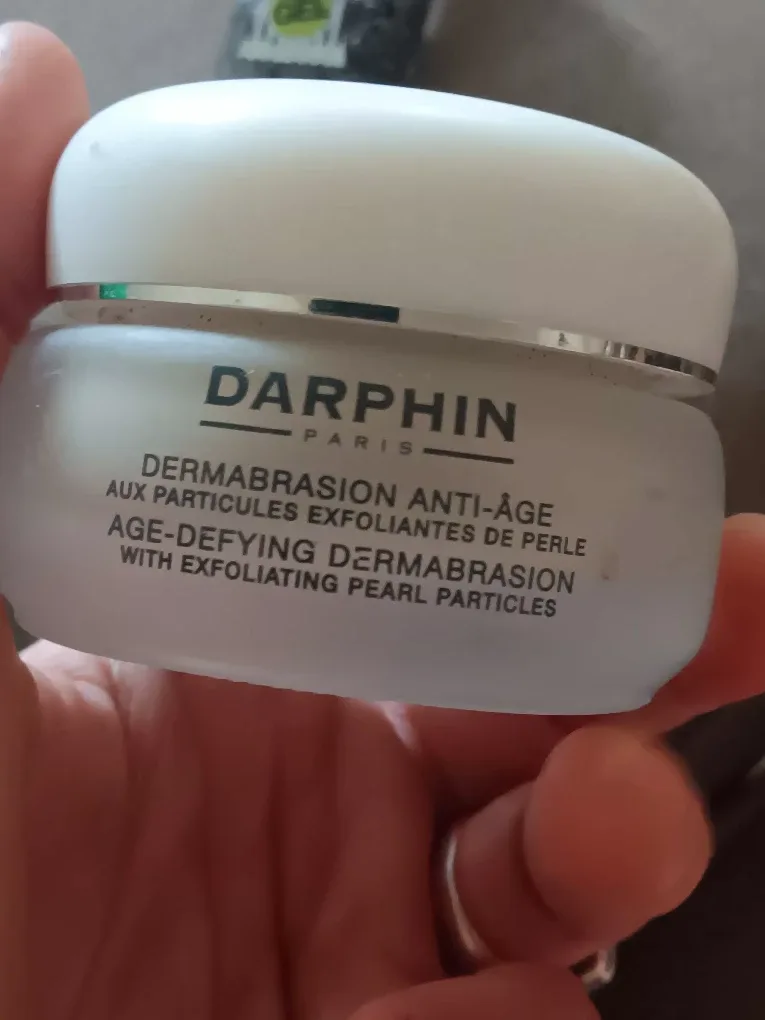 DARPHIN
PARIS
DERMABRASION ANTI-ÂGE
AUX PARTICULES EXFOLIANTES DE PERLE
AGE-DEFYING DERMABRASION
WITH EXFOLIATING PEARL PARTICLES